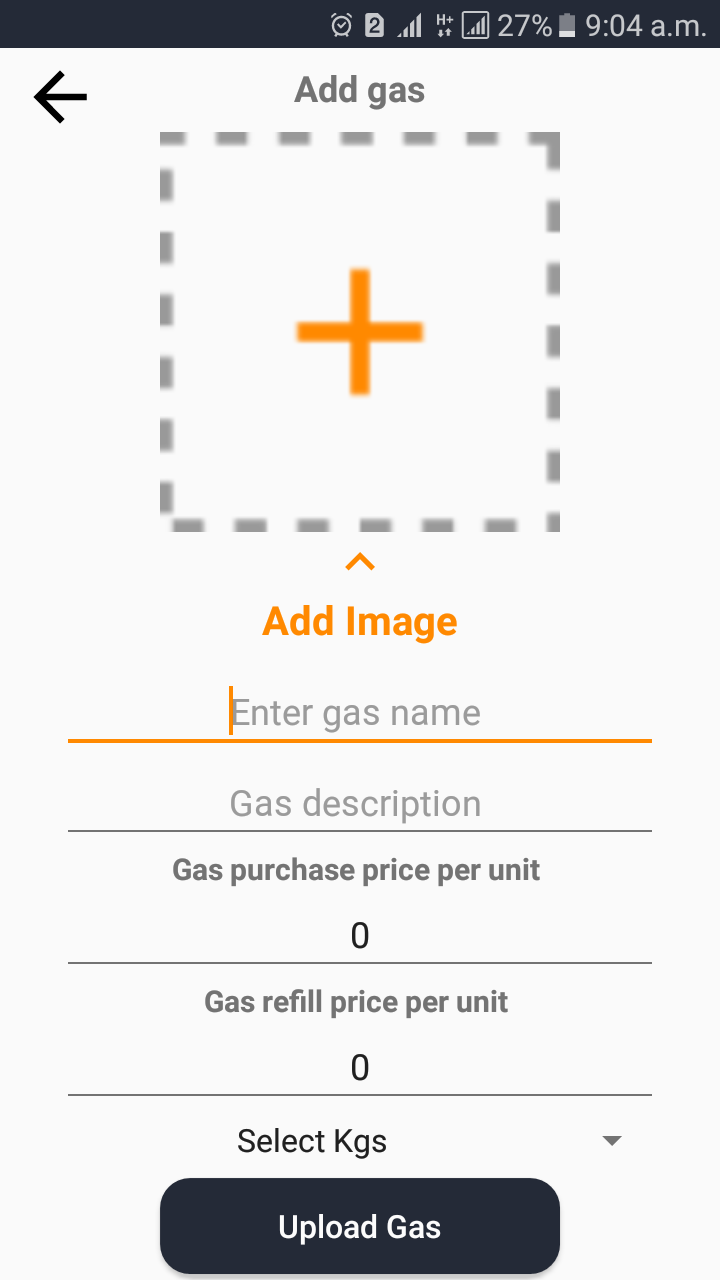 2 H+ 27% 9:04 a.m.
Add gas
Add Image
Enter gas name
Gas description
Gas purchase price per unit
0
Gas refill price per unit
0
Select Kgs
Upload Gas